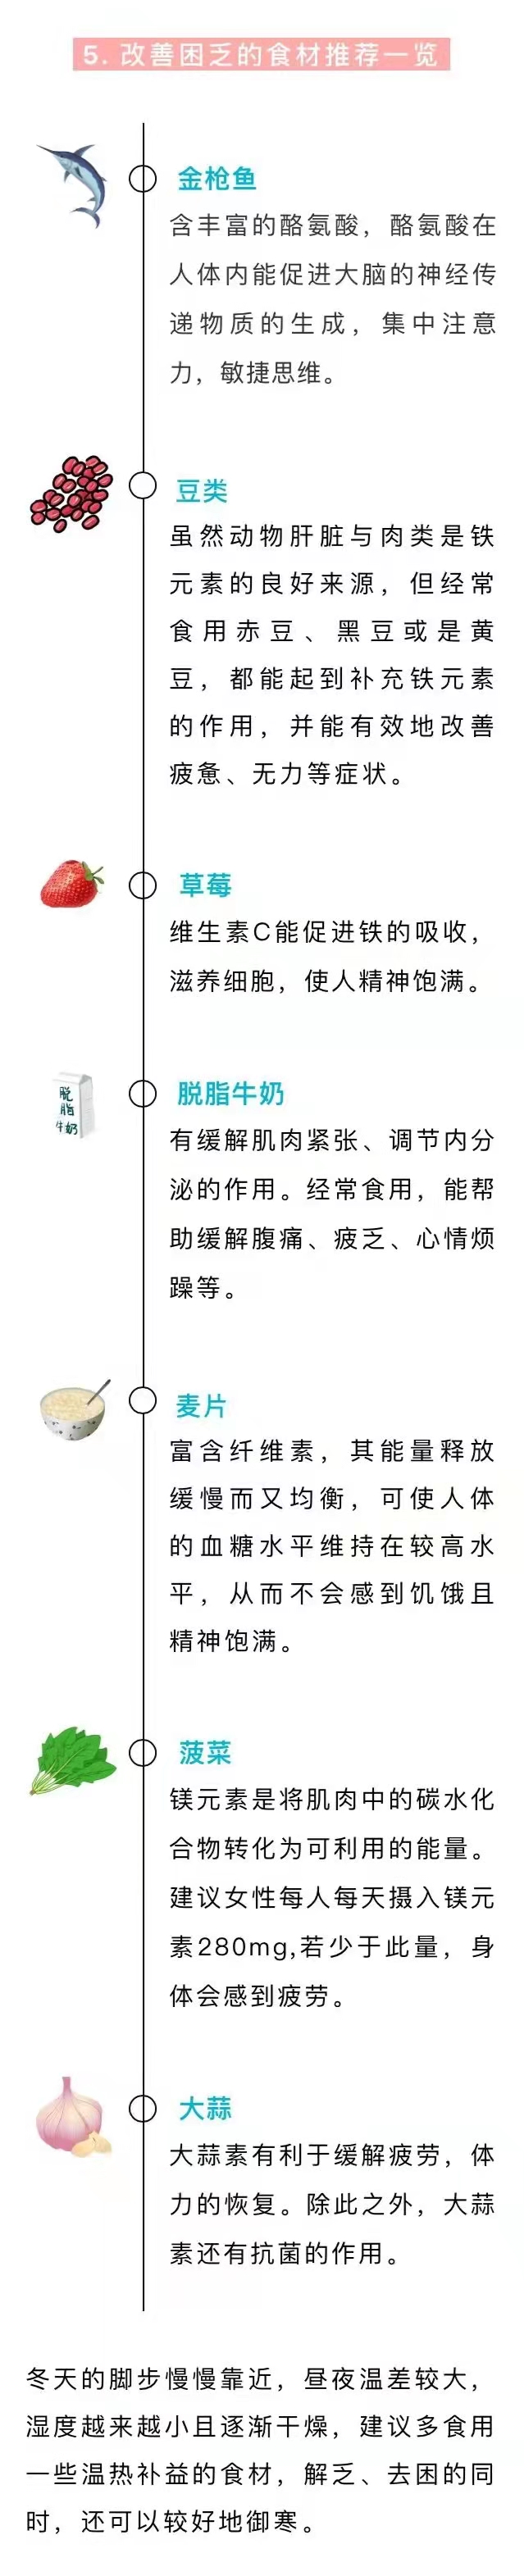 5. 改善困乏的食材推荐一览
金枪鱼
含丰富的酪氨酸，酪氨酸在
人体内能促进大脑的神经传
递物质的生成，集中注意
力，敏捷思维。
豆类
虽然动物肝脏与肉类是铁
元素的良好来源，但经常
食用赤豆、黑豆或是黄
豆，都能起到补充铁元素
的作用，并能有效地改善
疲惫、无力等症状。
草莓
维生素C能促进铁的吸收，
滋养细胞，使人精神饱满。
脱
脂
牛奶
脱脂牛奶
有缓解肌肉紧张、调节内分
泌的作用。经常食用，能帮
助缓解腹痛、疲乏、心情烦
躁等。
麦片
富含纤维素，其能量释放
缓慢而又均衡，可使人体
的血糖水平维持在较高水
平，从而不会感到饥饿且
精神饱满。
菠菜
镁元素是将肌肉中的碳水化
合物转化为可利用的能量。
建议女性每人每天摄入镁元
素280mg,若少于此量，身
体会感到疲劳。
大蒜
大蒜素有利于缓解疲劳，体
力的恢复。除此之外，大蒜
素还有抗菌的作用。
冬天的脚步慢慢靠近，昼夜温差较大，
湿度越来越小且逐渐干燥，建议多食用
一些温热补益的食材，解乏、去困的同
时，还可以较好地御寒。